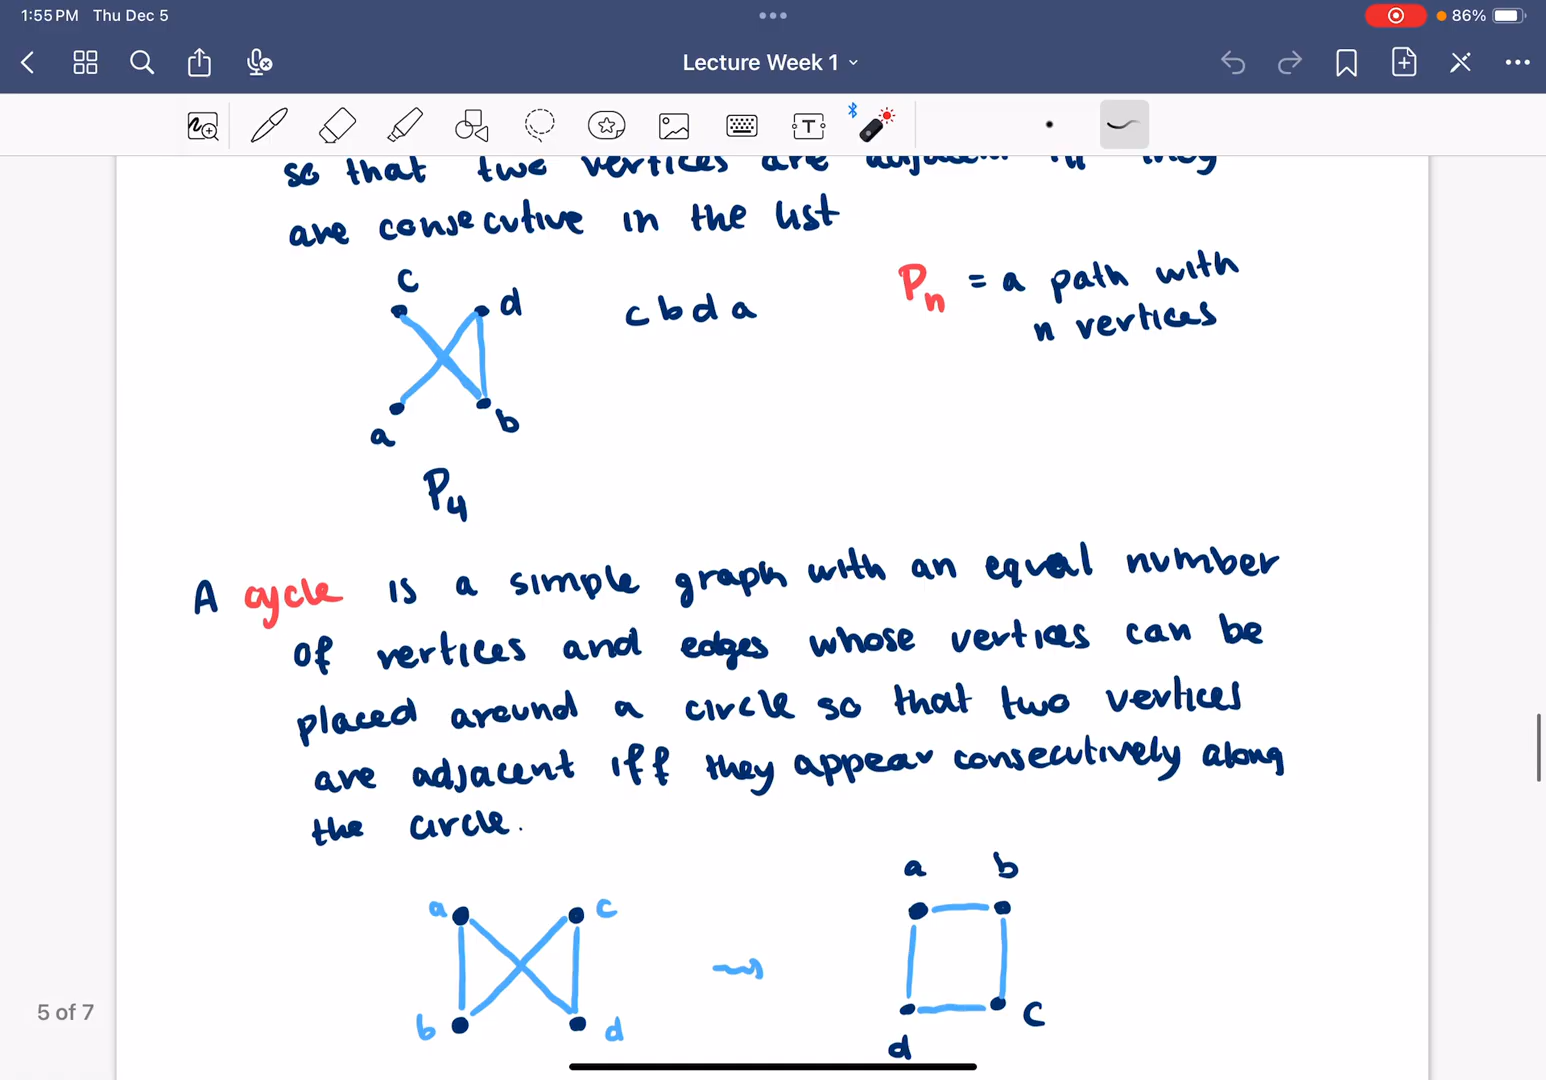 1:55 PM Thu Dec 5
86%
Lecture Week 1
so that two vertices are adjacent iff they
are consecutive in the list
c
d
a
b
P4
c b d a
Pn = a path with
n vertices
A cycle is a simple graph with an equal number
of vertices and edges whose vertices can be
placed around a circle so that two vertices
are adjacent iff they appear consecutively along
the circle.
a
c
b
d
a b
c
d
5 of 7